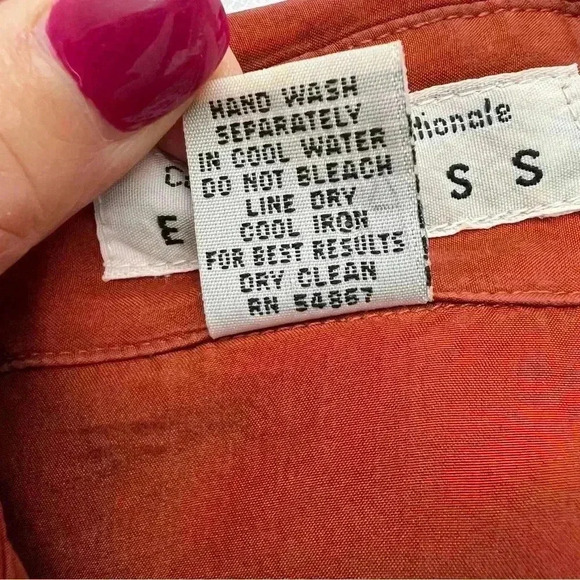 HAND WASH
SEPARATELY
IN COOL WATER
DO NOT BLEACH
LINE DRY
COOL IRON
FOR BEST RESULTS
DRY CLEAN
RN 54867
E S S